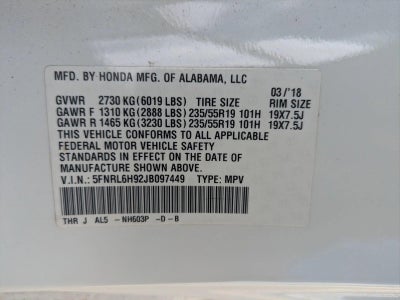 MFD. BY HONDA MFG. OF ALABAMA, LLC
03/'18
GVWR 2730 KG(6019 LBS) TIRE SIZE RIM SIZE
GAWR F 1310 KG(2888 LBS) 235/55R19 101H 19X7.5J
GAWR R 1465 KG(3230 LBS) 235/55R19 101H 19X7.5J
THIS VEHICLE CONFORMS TO ALL APPLICABLE
FEDERAL MOTOR VEHICLE SAFETY
STANDARDS IN EFFECT ON THE DATE OF
MANUFACTURE SHOWN ABOVE.
V.I.N.: 5FNRL6H92JB097449 TYPE: MPV
THR J AL5 -NH603P -D-B